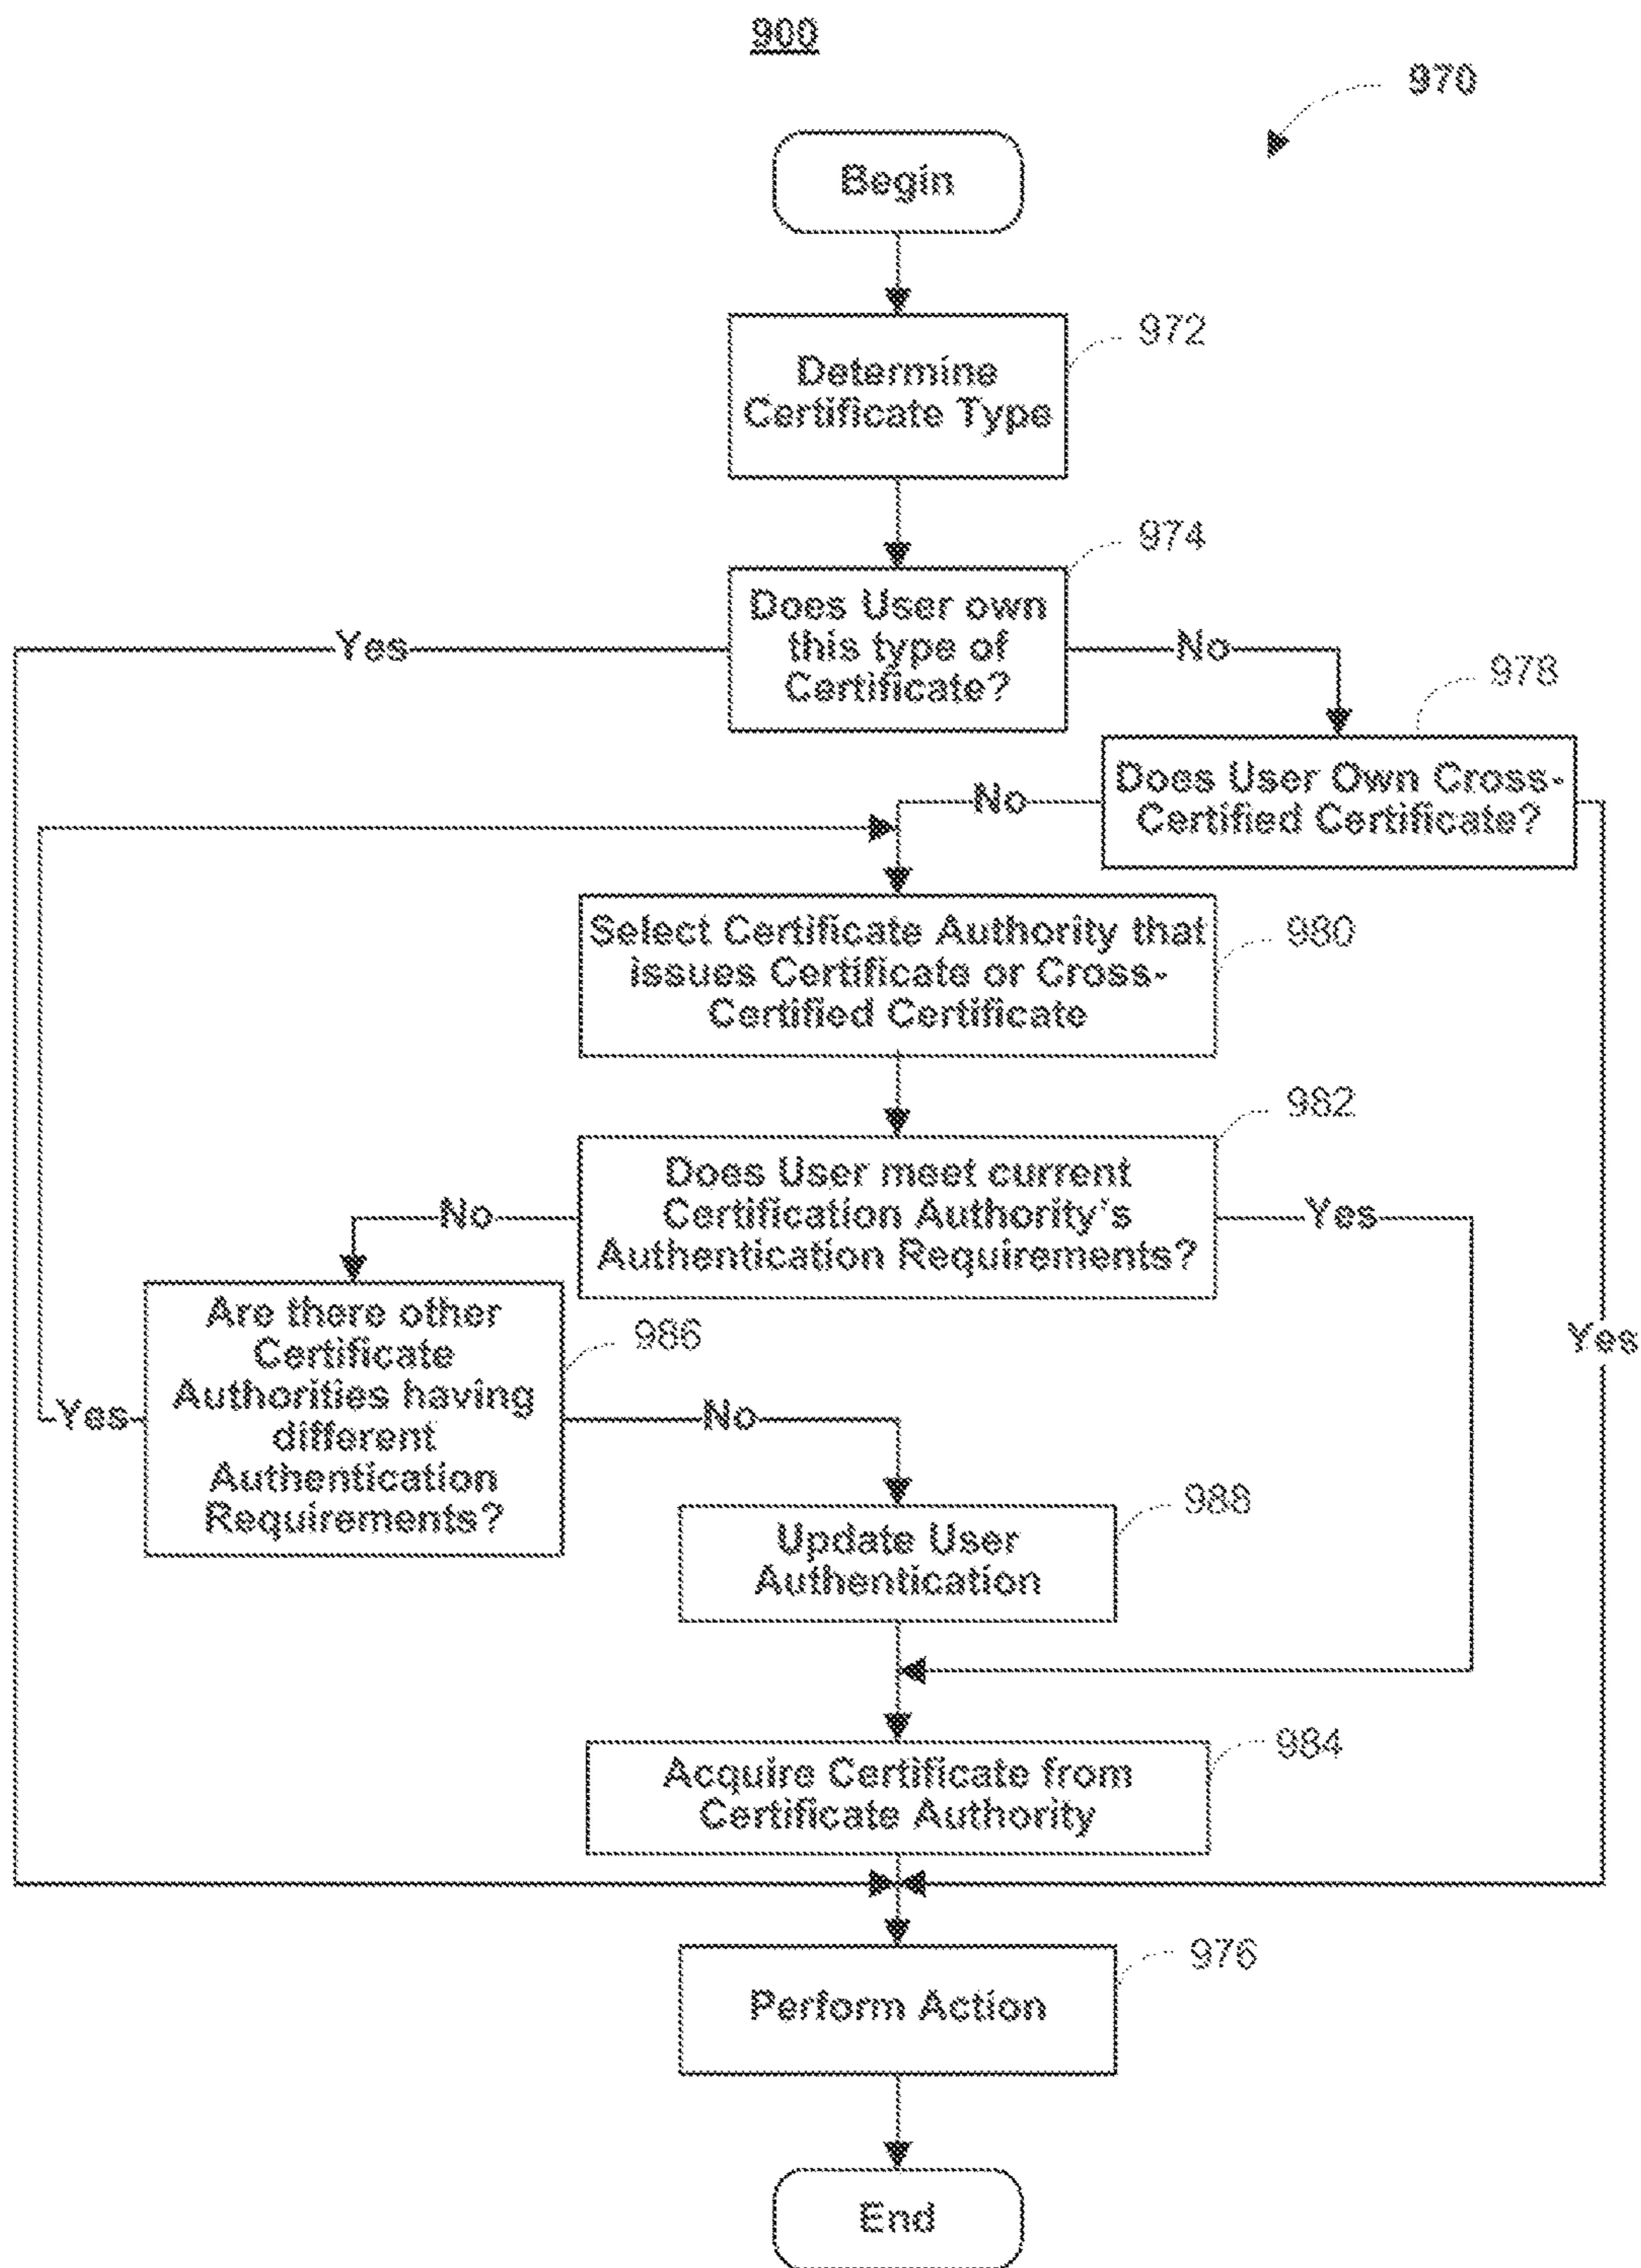 900
970
Begin
972
Determine
Certificate Type
974
Does User own
this type of
Certificate?
Yes
No
978
Does User Own Cross-
Certified Certificate?
No
Select Certificate Authority that
issues Certificate or Cross-
Certified Certificate
980
982
Does User meet current
Certification Authority's
Authentication Requirements?
No
Yes
Are there other
Certificate
Authorities having
different
Authentication
Requirements?
986
Yes
Yes
No
988
Update User
Authentication
984
Acquire Certificate from
Certificate Authority
976
Perform Action
End